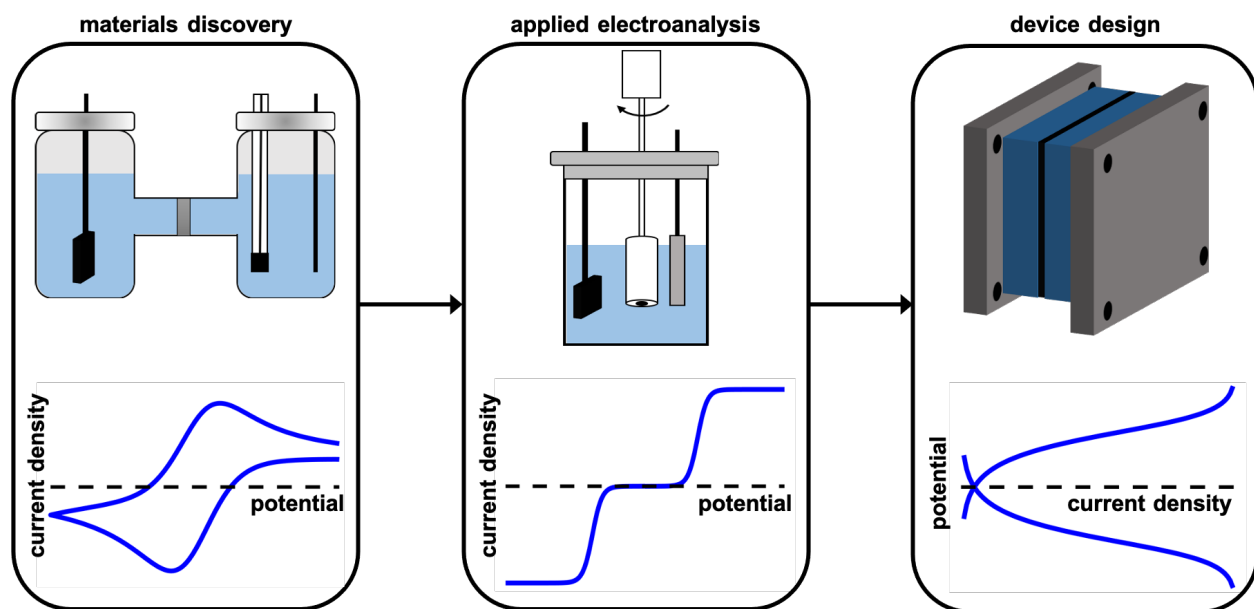 materials discovery
applied electroanalysis
device design
current density
potential
current density
potential
potential
current density